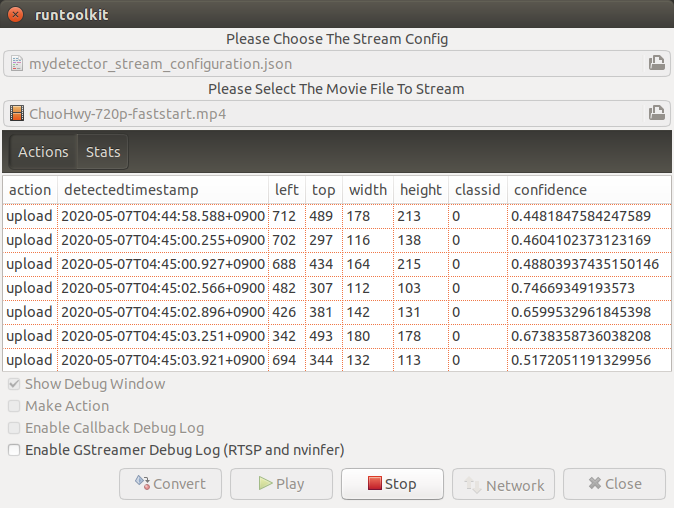 runtoolkit
Please Choose The Stream Config
mydetector_stream_configuration.json
Please Select The Movie File To Stream
ChuoHwy-720p-faststart.mp4
Actions Stats
action detectedtimestamp left top width height classid confidence
upload 2020-05-07T04:44:58.588+0900 712 489 178 213 0 0.4481847584247589
upload 2020-05-07T04:45:00.255+0900 702 297 116 138 0 0.4604102373123169
upload 2020-05-07T04:45:00.927+0900 688 434 164 215 0 0.48803937435150146
upload 2020-05-07T04:45:02.566+0900 482 307 112 103 0 0.74669349193573
upload 2020-05-07T04:45:02.896+0900 426 381 142 131 0 0.6599532961845398
upload 2020-05-07T04:45:03.251+0900 342 493 180 178 0 0.6738358736038208
upload 2020-05-07T04:45:03.921+0900 694 344 132 113 0 0.5172051191329956
Show Debug Window
Make Action
Enable Callback Debug Log
Enable GStreamer Debug Log (RTSP and nvinfer)
Convert Play Stop Network Close